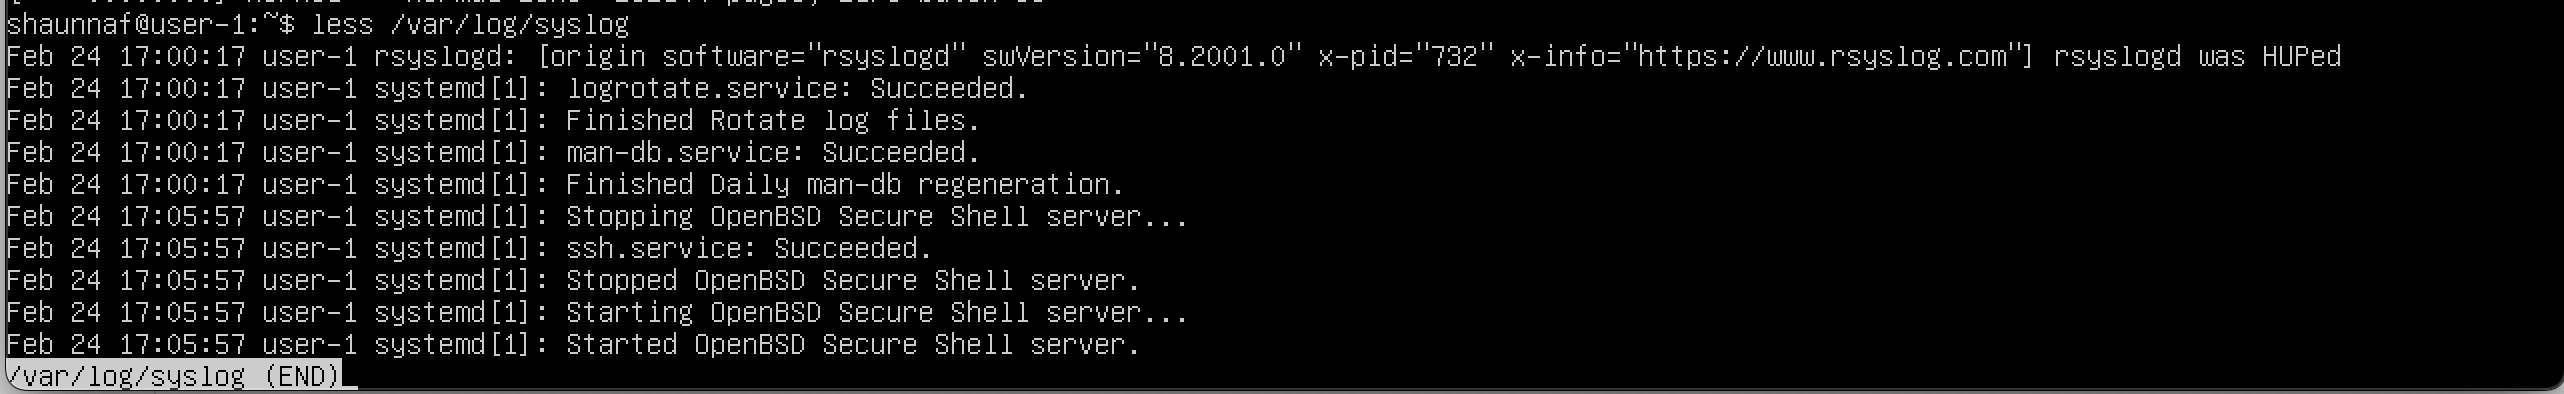 shaunnaf@user-1:~$ less /var/log/syslog
Feb 24 17:00:17 user-1 rsyslogd: [origin software="rsyslogd" swVersion="8.2001.0" x-pid="732" x-info="https://www.rsyslog.com"] rsyslogd was HUPed
Feb 24 17:00:17 user-1 systemd[1]: logrotate.service: Succeeded.
Feb 24 17:00:17 user-1 systemd[1]: Finished Rotate log files.
Feb 24 17:00:17 user-1 systemd[1]: man-db.service: Succeeded.
Feb 24 17:00:17 user-1 systemd[1]: Finished Daily man-db regeneration.
Feb 24 17:05:57 user-1 systemd[1]: Stopping OpenBSD Secure Shell server...
Feb 24 17:05:57 user-1 systemd[1]: ssh.service: Succeeded.
Feb 24 17:05:57 user-1 systemd[1]: Stopped OpenBSD Secure Shell server.
Feb 24 17:05:57 user-1 systemd[1]: Starting OpenBSD Secure Shell server...
Feb 24 17:05:57 user-1 systemd[1]: Started OpenBSD Secure Shell server.
/var/log/syslog (END)